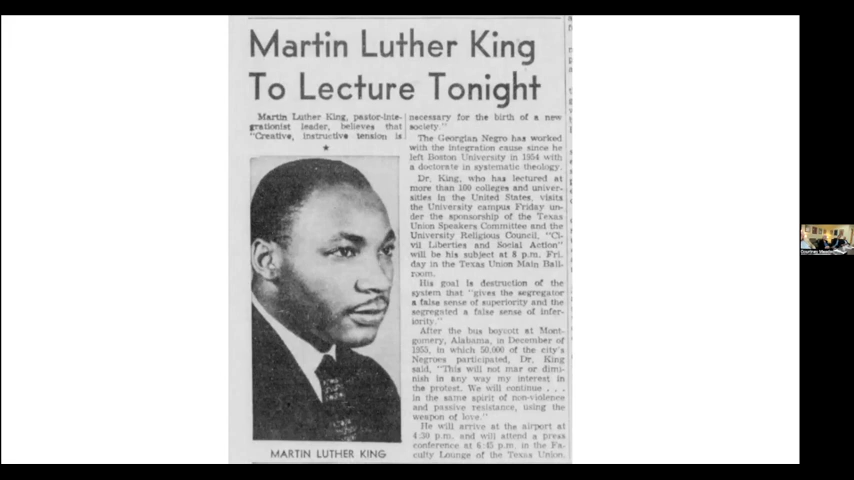 Martin Luther King
To Lecture Tonight
Martin Luther King, pastor-inte-
grationist leader, believes that
"Creative, instructive tension is
MARTIN LUTHER KING
necessary for the birth of a new
society."
The Georgian Negro has worked
with the integration cause since he
left Boston University in 1954 with
a doctorate in systematic theology.
Dr. King, who has lectured at
more than 100 colleges and univer-
sities in the United States, visits
the University campus Friday un-
der the sponsorship of the Texas
Union Speakers Committee and the
University Religious Council. "Ci-
vil Liberties and Social Action"
will be his subject at 8 p.m. Fri-
day in the Texas Union Main Ball-
room.
His goal is destruction of the
system that "gives the segregator
a false sense of superiority and the
segregated a false sense of infer-
iority."
After the bus boycott at Mont-
gomery, Alabama, in December of
1955, in which 50,000 of the city's
Negroes participated, Dr. King
said, "This will not mar or dimi-
nish in any way my interest in
the protest. We will continue . . .
in the same spirit of non-violence
and passive resistance, using the
weapon of love."
He will arrive at the airport at
4:30 p.m. and will attend a press
conference at 6:45 p.m. in the Fa-
culty Lounge of the Texas Union.